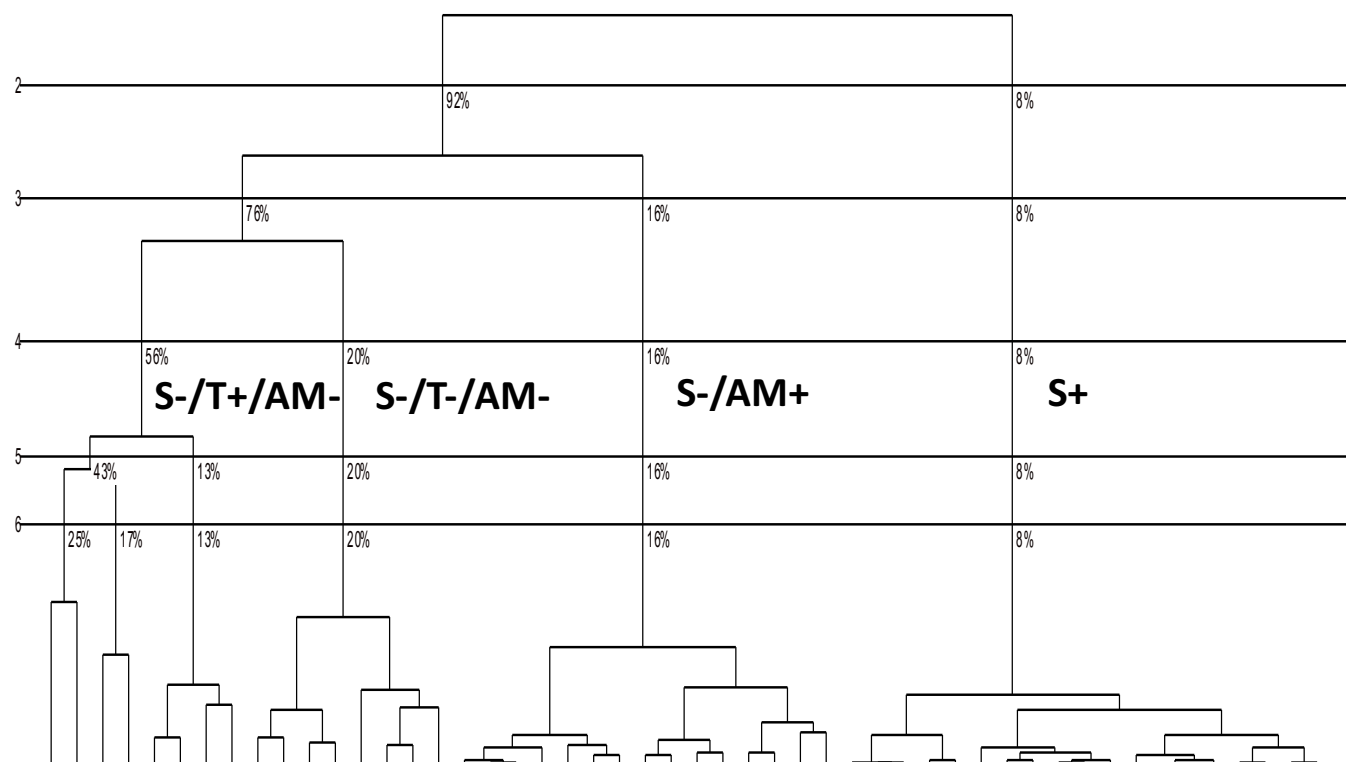 2
92% 8%
3
76% 16% 8%
4
56% 20% 16% 8%
S-/T+/AM- S-/T-/AM- S-/AM+ S+
5
43% 13% 20% 16% 8%
6
25% 17% 13% 20% 16% 8%